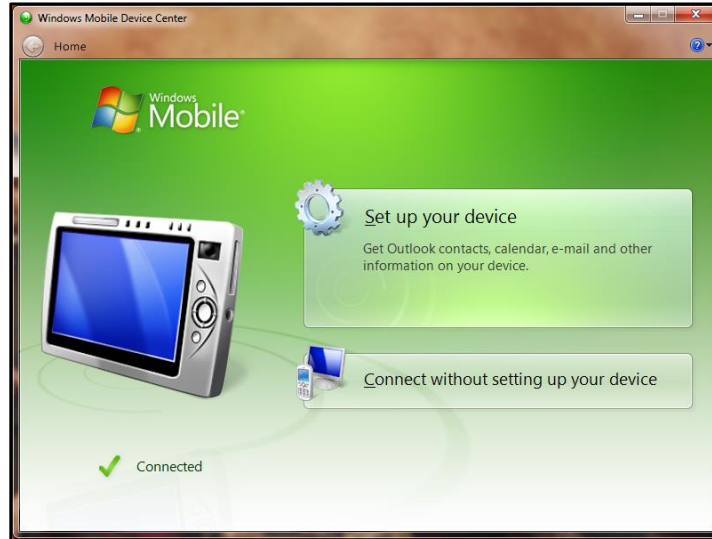 Windows Mobile Device Center
Home
Windows
Mobile®
Set up your device
Get Outlook contacts, calendar, e-mail and other
information on your device.
Connect without setting up your device
Connected